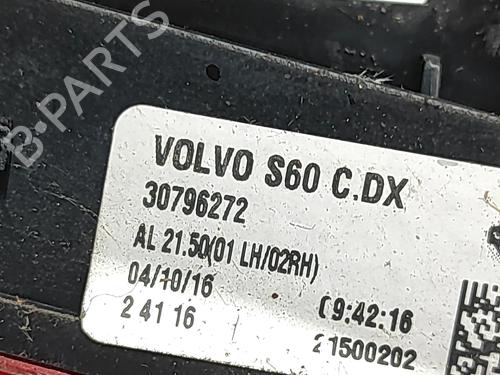 B-PARTS
VOLVO S60 C.DX
30796272
AL 21.50(01 LH/02RH)
04/10/16 09:42:16
2 41 16 21500202